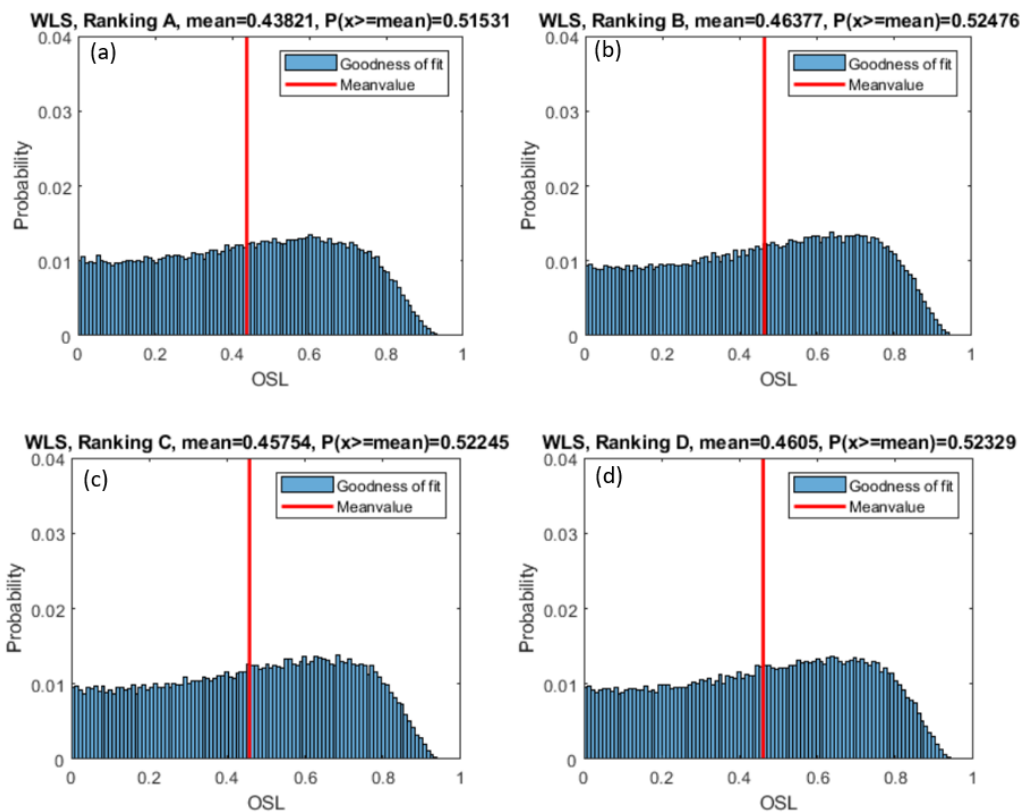 WLS, Ranking A, mean=0.43821, P(x>=mean)=0.51531
(a)
Goodness of fit
Meanvalue
Probability
0.04
0.03
0.02
0.01
0
0 0.2 0.4 0.6 0.8 1
OSL
WLS, Ranking B, mean=0.46377, P(x>=mean)=0.52476
(b)
Goodness of fit
Meanvalue
Probability
0.04
0.03
0.02
0.01
0
0 0.2 0.4 0.6 0.8 1
OSL
WLS, Ranking C, mean=0.45754, P(x>=mean)=0.52245
(c)
Goodness of fit
Meanvalue
Probability
0.04
0.03
0.02
0.01
0
0 0.2 0.4 0.6 0.8 1
OSL
WLS, Ranking D, mean=0.4605, P(x>=mean)=0.52329
(d)
Goodness of fit
Meanvalue
Probability
0.04
0.03
0.02
0.01
0
0 0.2 0.4 0.6 0.8 1
OSL